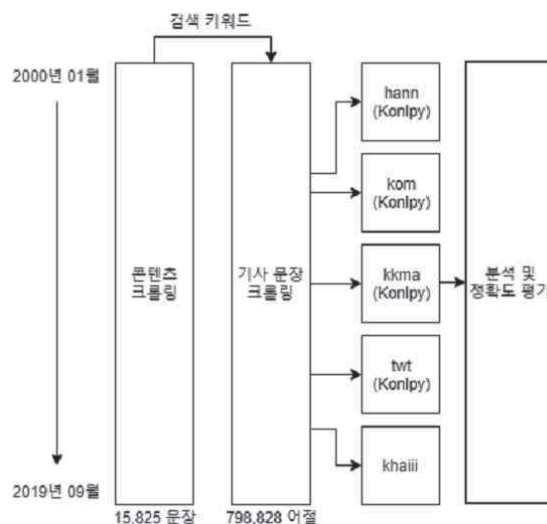 검색 키워드
2000년 01월
2019년 09월
콘텐츠
크롤링
15,825 문장
기사 문장
크롤링
798,828 어절
hann
(Konlpy)
kom
(Konlpy)
kkma
(Konlpy)
twt
(Konlpy)
khaiii
분석 및
정확도 평가